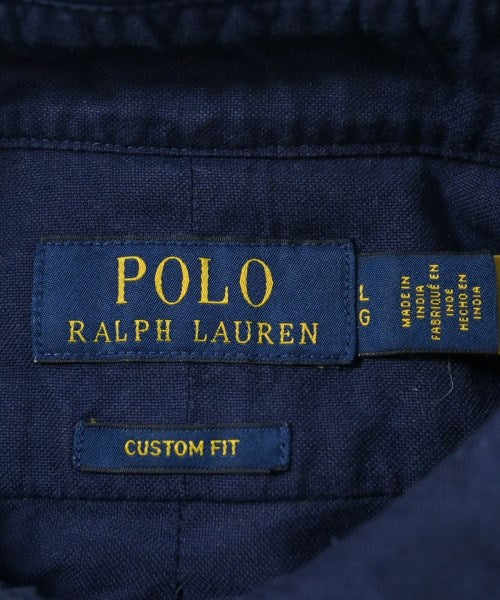 POLO
RALPH LAUREN
L
G
MADE IN
INDIA
FABRIQUÉ EN
INDE
HECHO EN
INDIA
CUSTOM FIT